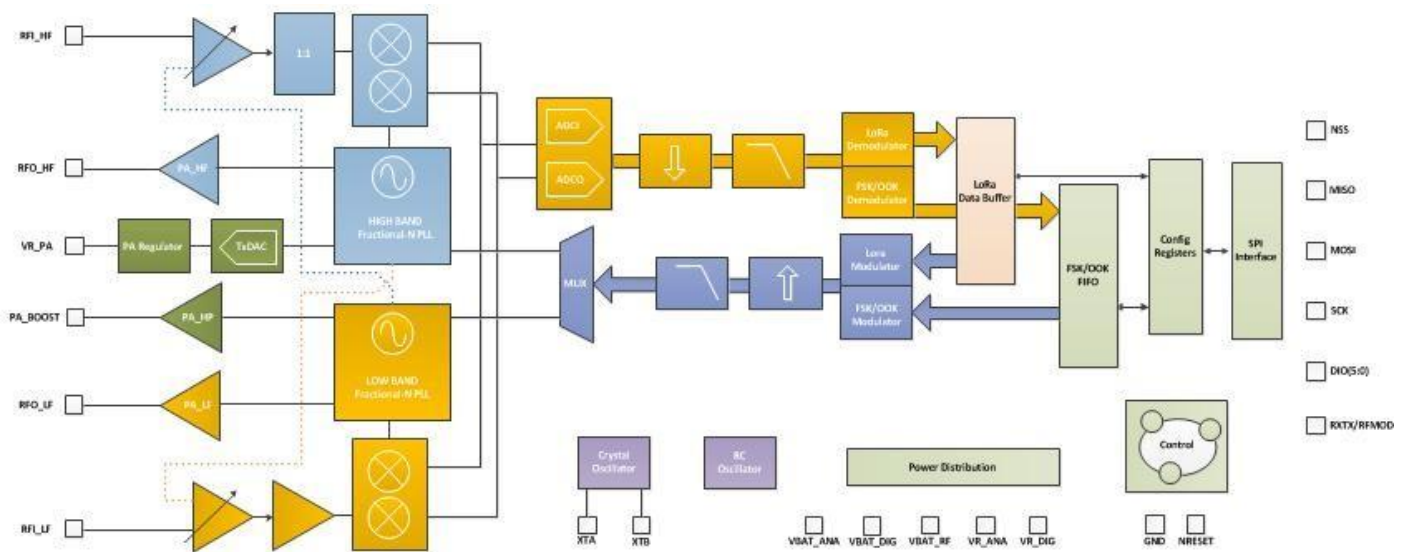 RFI_HF
1:1
RFO_HF
PA_HF
HIGH BAND
Fractional-N PLL
VR_PA
PA Regulator
TxDAC
PA_BOOST
PA_HP
LOW BAND
Fractional-N PLL
RFO_LF
PA_LF
RFI_LF
ADCI
ADCQ
MUX
LoRa
Demodulator
FSK/OOK
Demodulator
Lora
Modulator
FSK/OOK
Modulator
LoRa
Data Buffer
FSK/OOK
FIFO
Config
Registers
SPI
Interface
NSS
MISO
MOSI
SCK
DIO(5:0)
RXTX/RFMOD
Crystal
Oscillator
RC
Oscillator
Power Distribution
Control
XTA
XTB
VBAT_ANA
VBAT_DIG
VBAT_RF
VR_ANA
VR_DIG
GND
NRESET